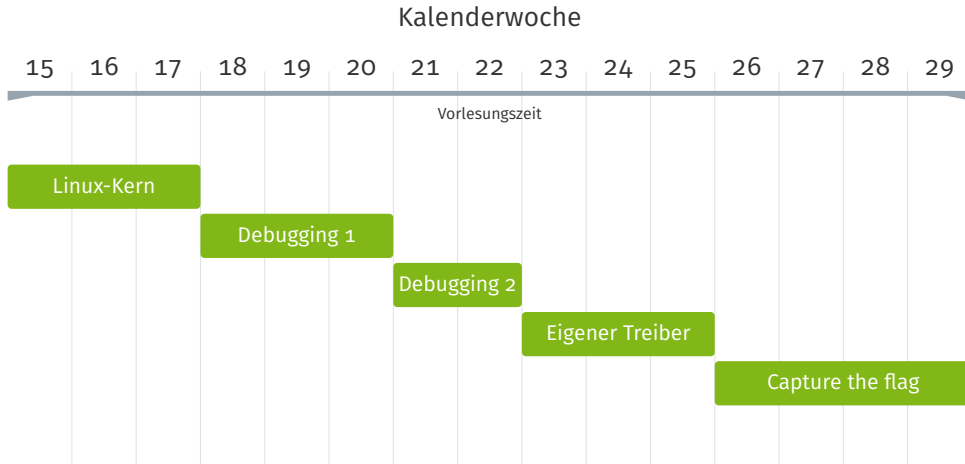 Kalenderwoche
15 16 17 18 19 20 21 22 23 24 25 26 27 28 29
Vorlesungszeit
Linux-Kern
Debugging 1
Debugging 2
Eigener Treiber
Capture the flag